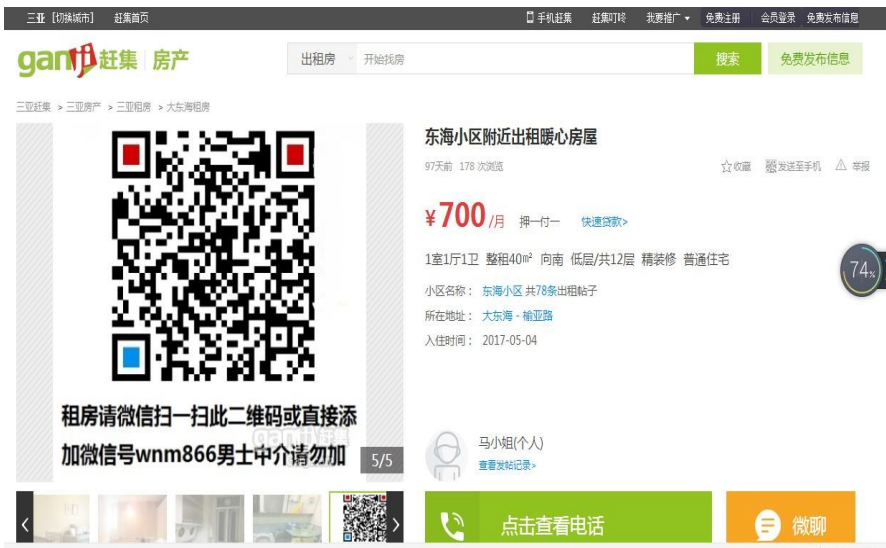 三亚 [切换城市] 赶集首页 手机赶集 赶集叮咚 我要推广 免费注册 会员登录 免费发布信息
ganji 赶集 房产 出租房 开始找房 搜索 免费发布信息
三亚赶集 > 三亚房产 > 三亚租房 > 大东海租房
东海小区附近出租暖心房屋
97天前 178 次浏览 收藏 发送至手机 举报
¥700/月 押一付一 快速贷款>
1室1厅1卫 整租40m² 向南 低层/共12层 精装修 普通住宅
74%
小区名称： 东海小区 共78条出租帖子
所在地址： 大东海 - 榆亚路
入住时间： 2017-05-04
租房请微信扫一扫此二维码或直接添
加微信号wnm866男士中介请勿加
5/5
马小姐(个人)
查看发帖记录>
点击查看电话 微聊